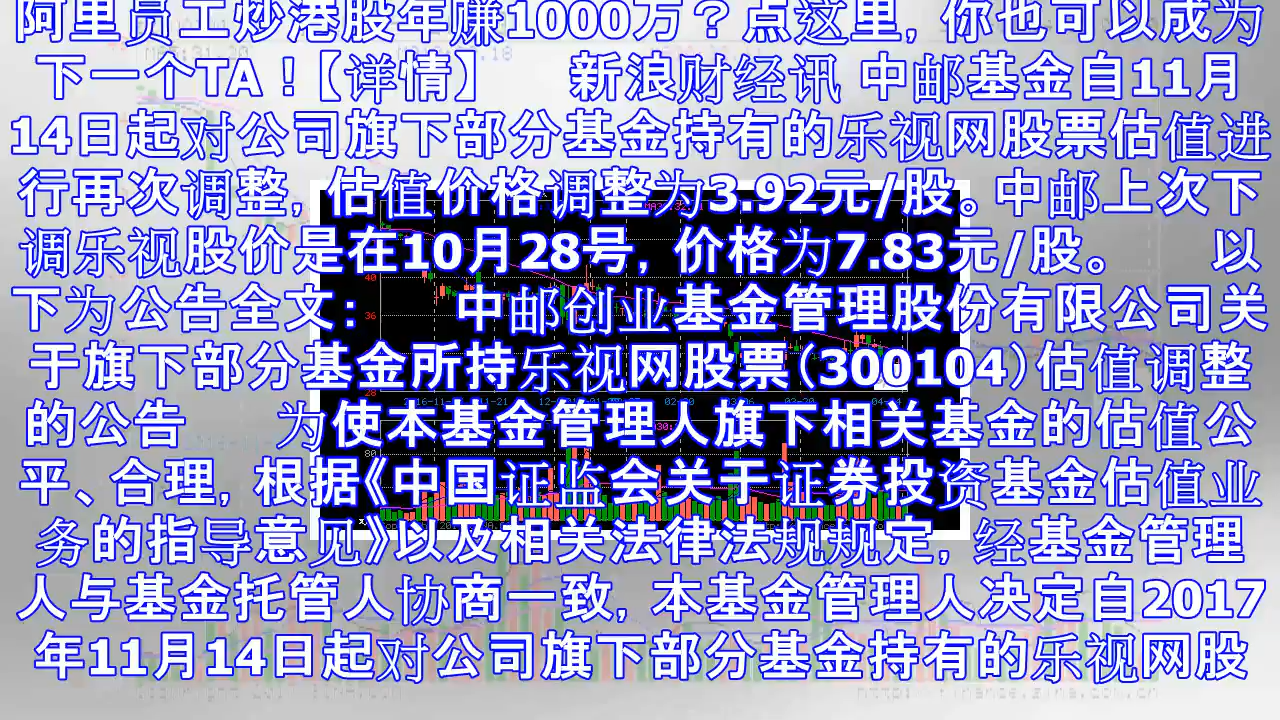 阿里员工炒港股年赚1000万？点这里，你也可以成为
下一个TA！【详情】　　新浪财经讯 中邮基金自11月
14日起对公司旗下部分基金持有的乐视网股票估值进
行再次调整，估值价格调整为3.92元/股。中邮上次下
调乐视股价是在10月28号，价格为7.83元/股。　　以
下为公告全文：　　中邮创业基金管理股份有限公司关
于旗下部分基金所持乐视网股票（300104）估值调整
的公告　　为使本基金管理人旗下相关基金的估值公
平、合理，根据《中国证监会关于证券投资基金估值业
务的指导意见》以及相关法律法规规定，经基金管理
人与基金托管人协商一致，本基金管理人决定自2017
年11月14日起对公司旗下部分基金持有的乐视网股